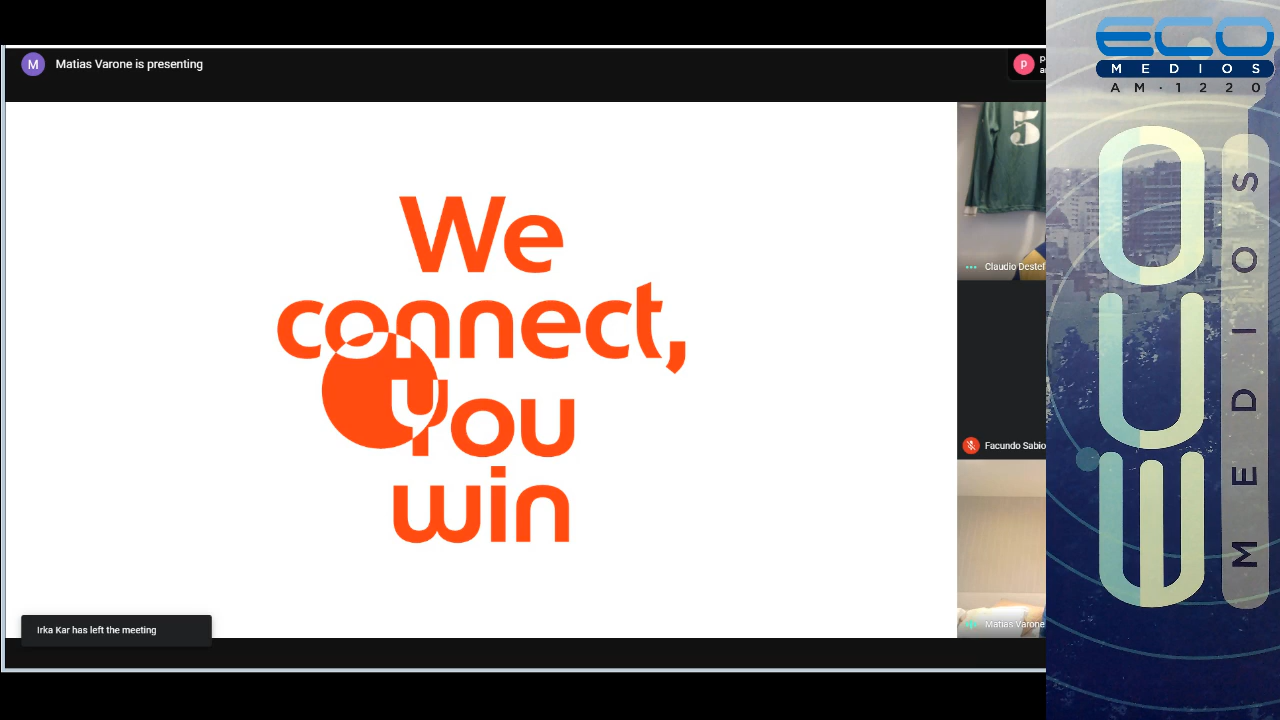 M
Matias Varone is presenting
P
ECO
MEDIOS
AM·1220
5
We
connect,
you
win
Claudio Destef
Facundo Sabio
Matias Varone
Irka Kar has left the meeting
ECO
MEDIOS